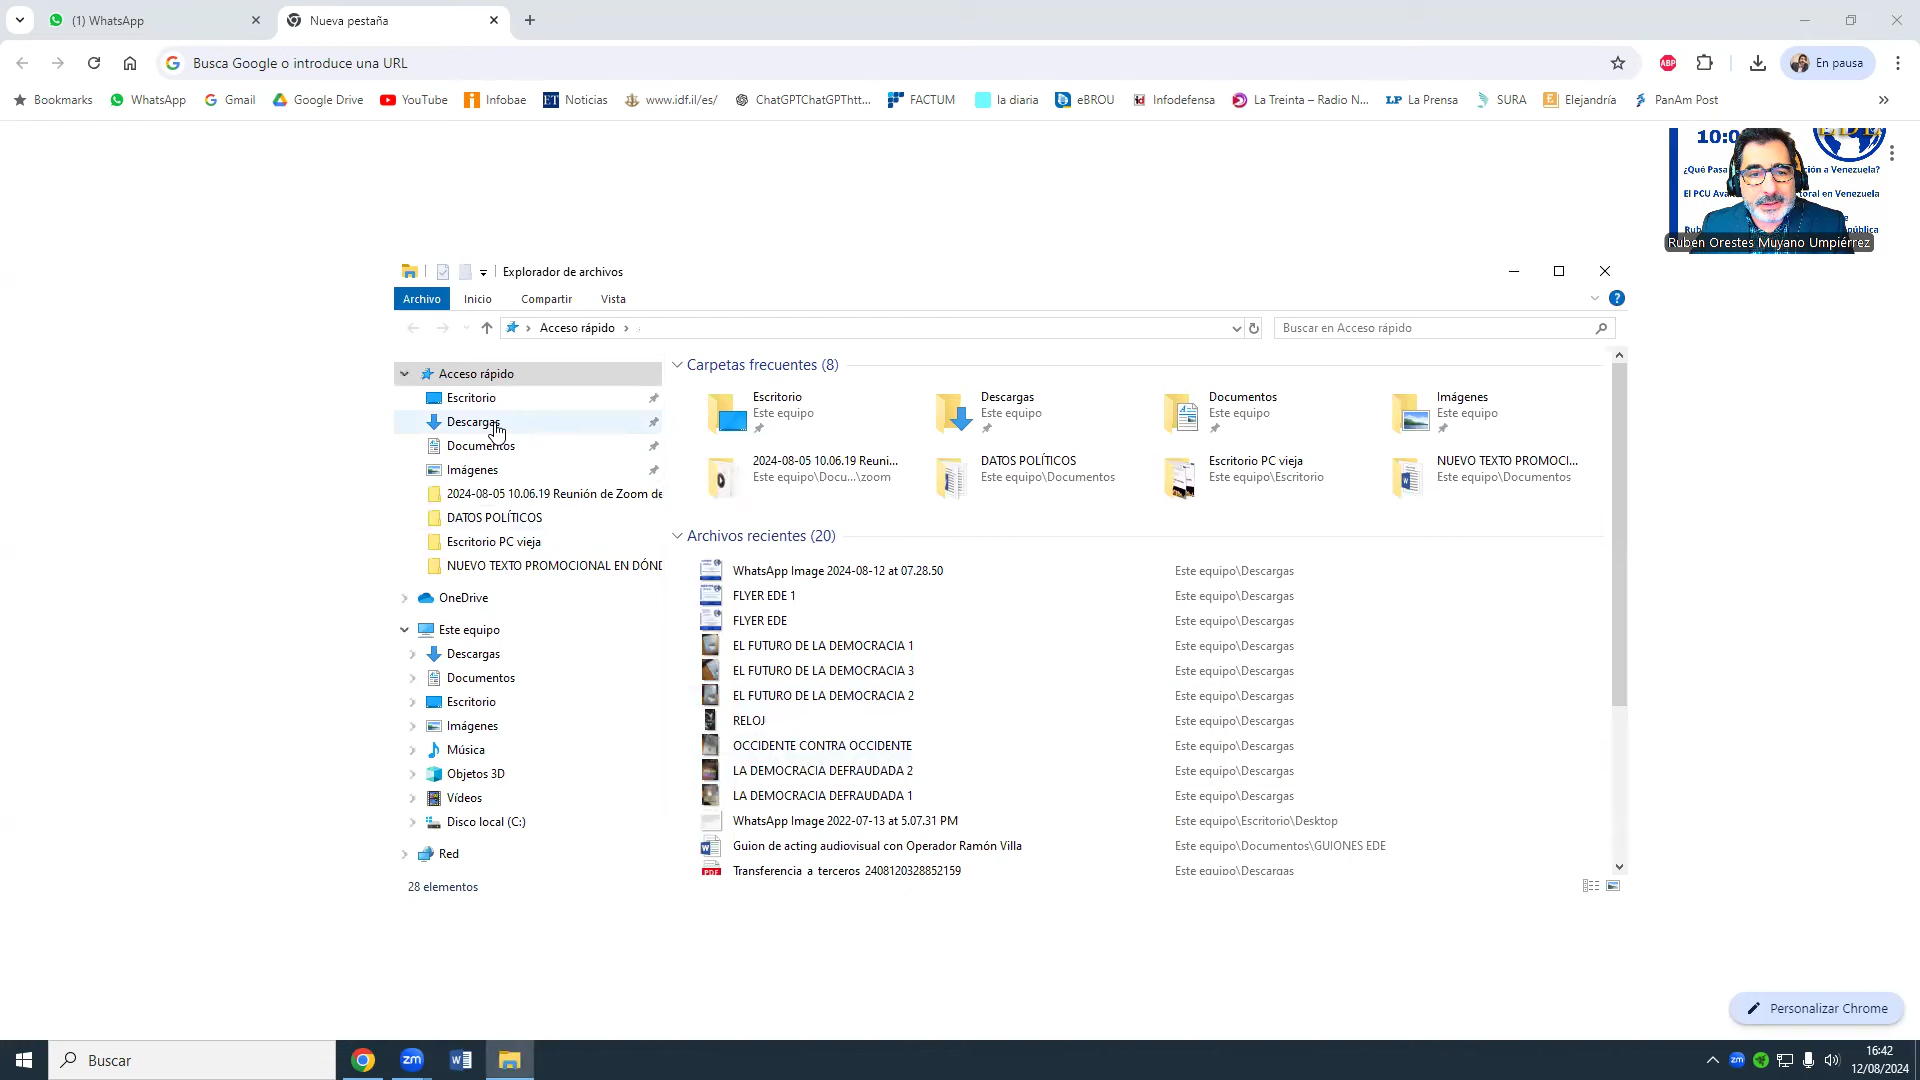 (1) WhatsApp
Nueva pestaña
Busca Google o introduce una URL
ABP
En pausa
Bookmarks
WhatsApp
Gmail
Google Drive
YouTube
Infobae
ET Noticias
www.idf.il/es/
ChatGPTChatGPThtt...
FACTUM
la diaria
eBROU
Infodefensa
La Treinta – Radio N...
LP La Prensa
SURA
Elejandría
PanAm Post
¿Qué Pasa
ción a Venezuela?
El PCU Ava
toral en Venezuela
Ruben Orestes Muyano Umpiérrez
Explorador de archivos
Archivo
Inicio
Compartir
Vista
Acceso rápido
Buscar en Acceso rápido
Acceso rápido
Escritorio
Descargas
Documentos
Imágenes
2024-08-05 10.06.19 Reunión de Zoom de
DATOS POLÍTICOS
Escritorio PC vieja
NUEVO TEXTO PROMOCIONAL EN DÓND
OneDrive
Este equipo
Descargas
Documentos
Escritorio
Imágenes
Música
Objetos 3D
Vídeos
Disco local (C:)
Red
28 elementos
Carpetas frecuentes (8)
Escritorio
Este equipo
Descargas
Este equipo
Documentos
Este equipo
Imágenes
Este equipo
2024-08-05 10.06.19 Reuni...
Este equipo\Docu...\zoom
DATOS POLÍTICOS
Este equipo\Documentos
Escritorio PC vieja
Este equipo\Escritorio
NUEVO TEXTO PROMOCI...
Este equipo\Documentos
Archivos recientes (20)
WhatsApp Image 2024-08-12 at 07.28.50 Este equipo\Descargas
FLYER EDE 1 Este equipo\Descargas
FLYER EDE Este equipo\Descargas
EL FUTURO DE LA DEMOCRACIA 1 Este equipo\Descargas
EL FUTURO DE LA DEMOCRACIA 3 Este equipo\Descargas
EL FUTURO DE LA DEMOCRACIA 2 Este equipo\Descargas
RELOJ Este equipo\Descargas
OCCIDENTE CONTRA OCCIDENTE Este equipo\Descargas
LA DEMOCRACIA DEFRAUDADA 2 Este equipo\Descargas
LA DEMOCRACIA DEFRAUDADA 1 Este equipo\Descargas
WhatsApp Image 2022-07-13 at 5.07.31 PM Este equipo\Escritorio\Desktop
Guion de acting audiovisual con Operador Ramón Villa Este equipo\Documentos\GUIONES EDE
Transferencia a terceros 2408120328852159 Este equipo\Descargas
Personalizar Chrome
Buscar
zm
zm
16:42
12/08/2024